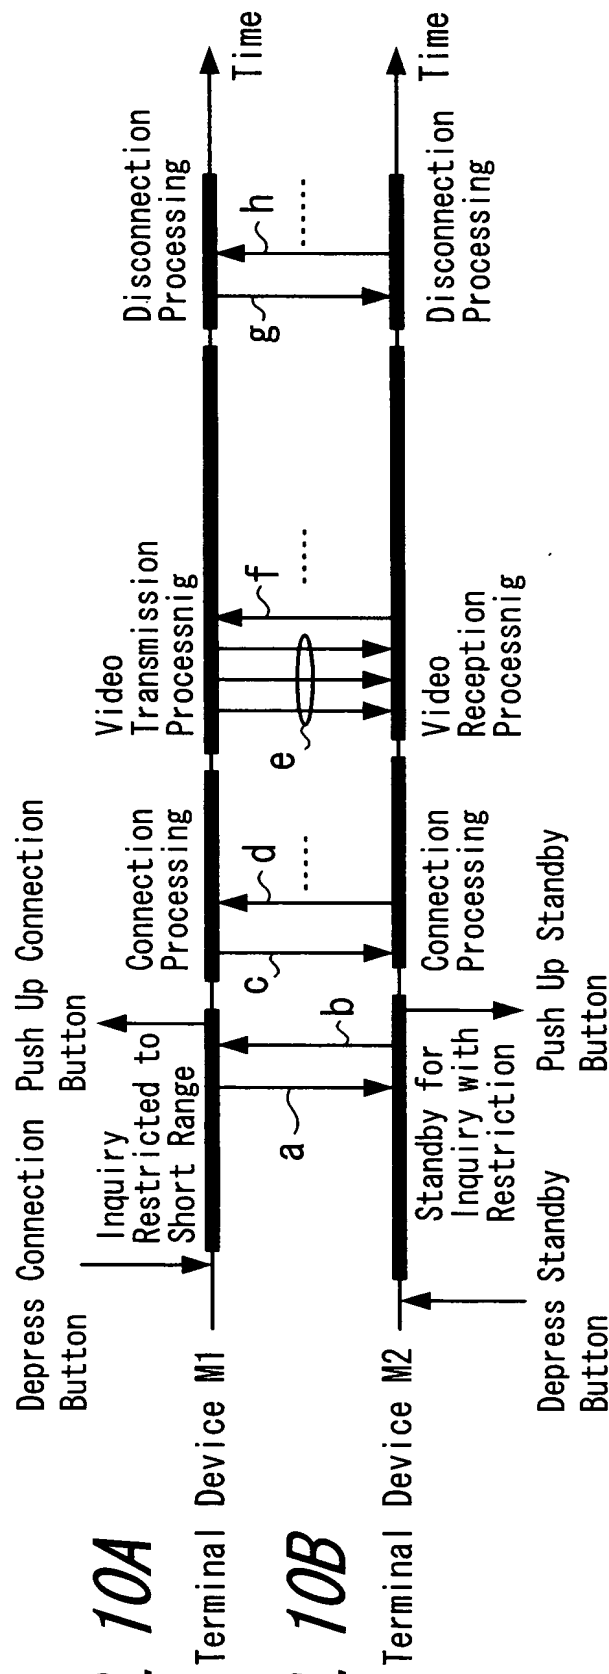 10A
Depress Connection
Button
Push Up Connection
Button
Terminal Device M1
Inquiry
Restricted to
Short Range
Connection
Processing
Video
Transmission
Processnig
Disconnection
Processing
Time
a
b
c
d
.....
e
f
.....
g
h
......
10B
Terminal Device M2
Standby for
Inquiry with
Restriction
Connection
Processing
Video
Reception
Processnig
Disconnection
Processing
Time
Depress Standby
Button
Push Up Standby
Button